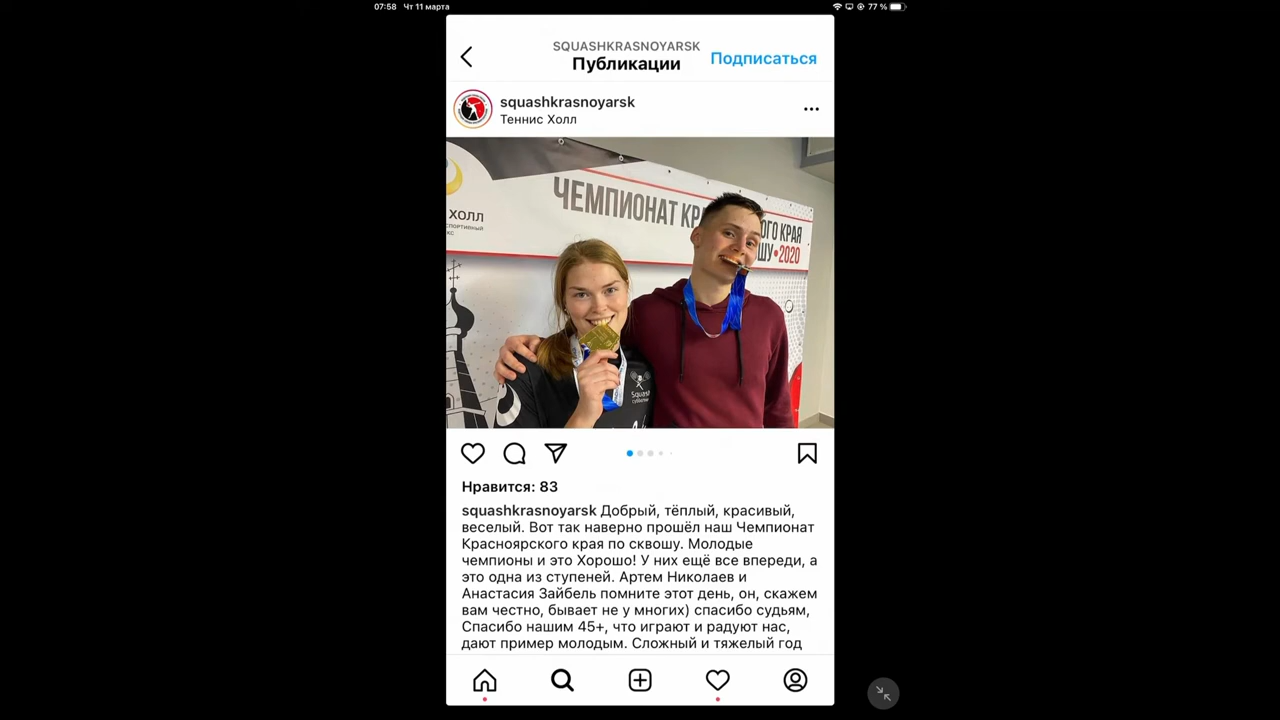 07:58 Чт 11 марта
77 %
SQUASHKRASNOYARSK
Публикации
Подписаться
squashkrasnoyarsk
Теннис Холл
ЧЕМПИОНАТ
ОГО КРАЯ
ШУ•2020
ХОЛЛ
Squash
Нравится: 83
squashkrasnoyarsk Добрый, тёплый, красивый,
веселый. Вот так наверно прошёл наш Чемпионат
Красноярского края по сквошу. Молодые
чемпионы и это Хорошо! У них ещё все впереди, а
это одна из ступеней. Артем Николаев и
Анастасия Зайбель помните этот день, он, скажем
вам честно, бывает не у многих) спасибо судьям,
Спасибо нашим 45+, что играют и радуют нас,
дают пример молодым. Сложный и тяжелый год